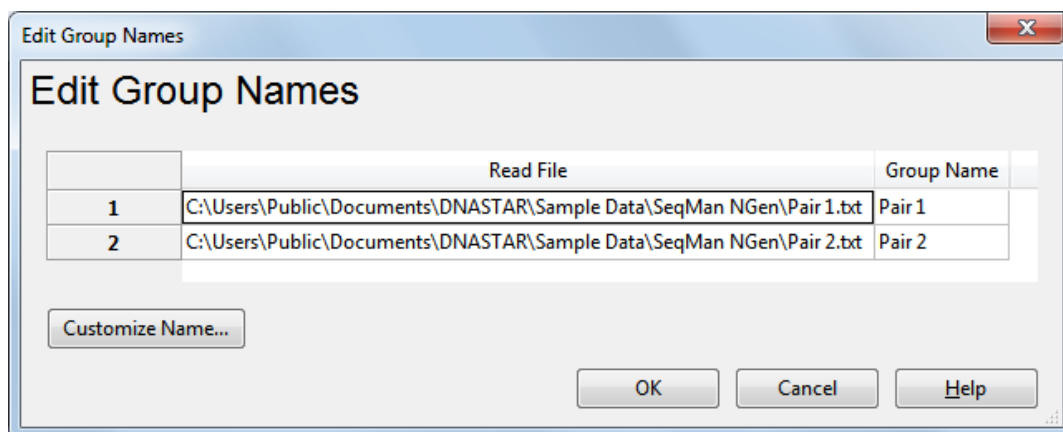 Edit Group Names
X
Edit Group Names
Read File Group Name
1 C:\Users\Public\Documents\DNASTAR\Sample Data\SeqMan NGen\Pair 1.txt Pair 1
2 C:\Users\Public\Documents\DNASTAR\Sample Data\SeqMan NGen\Pair 2.txt Pair 2
Customize Name...
OK Cancel Help